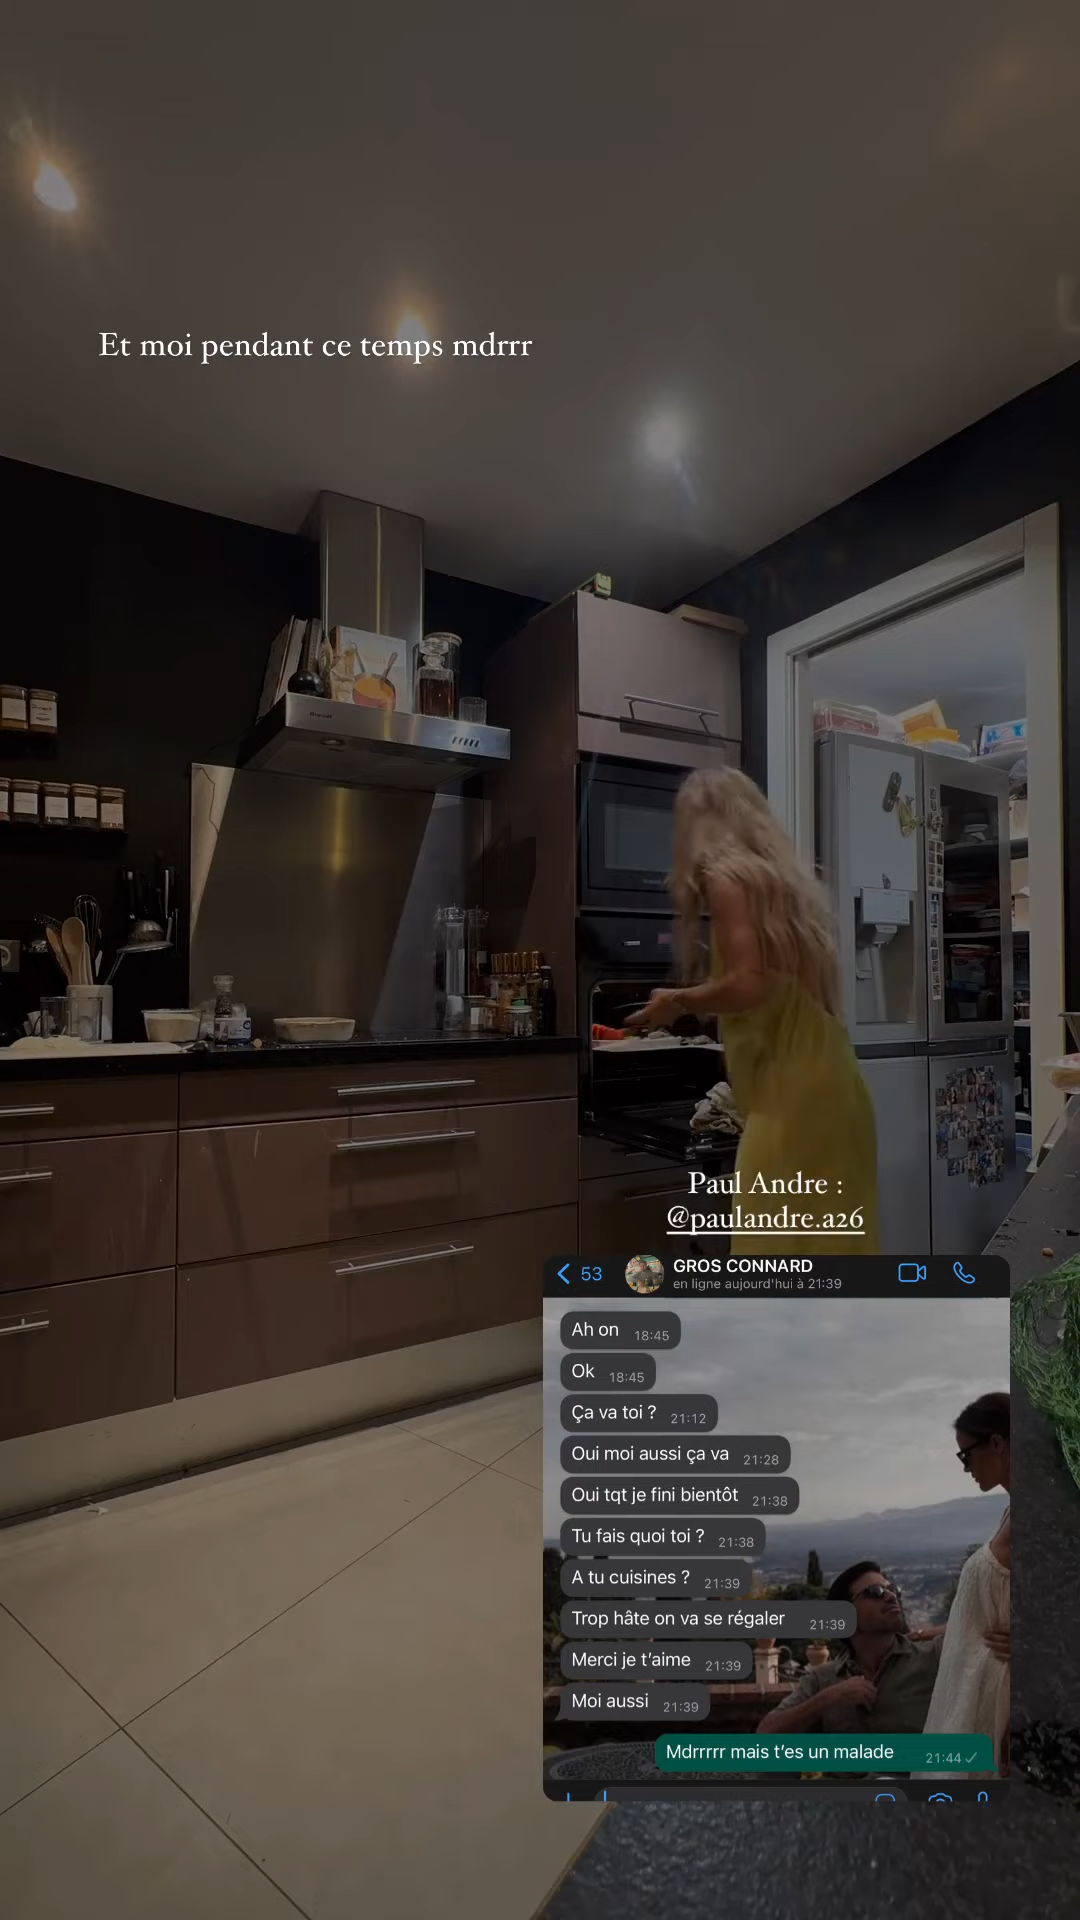 Et moi pendant ce temps mdrrr
Paul Andre :
@paulandre.a26
53
GROS CONNARD
en ligne aujourd'hui à 21:39
Ah on 18:45
Ok 18:45
Ça va toi ? 21:12
Oui moi aussi ça va 21:28
Oui tqt je fini bientôt 21:38
Tu fais quoi toi ? 21:38
A tu cuisines ? 21:39
Trop hâte on va se régaler 21:39
Merci je t'aime 21:39
Moi aussi 21:39
Mdrrrrr mais t'es un malade 21:44